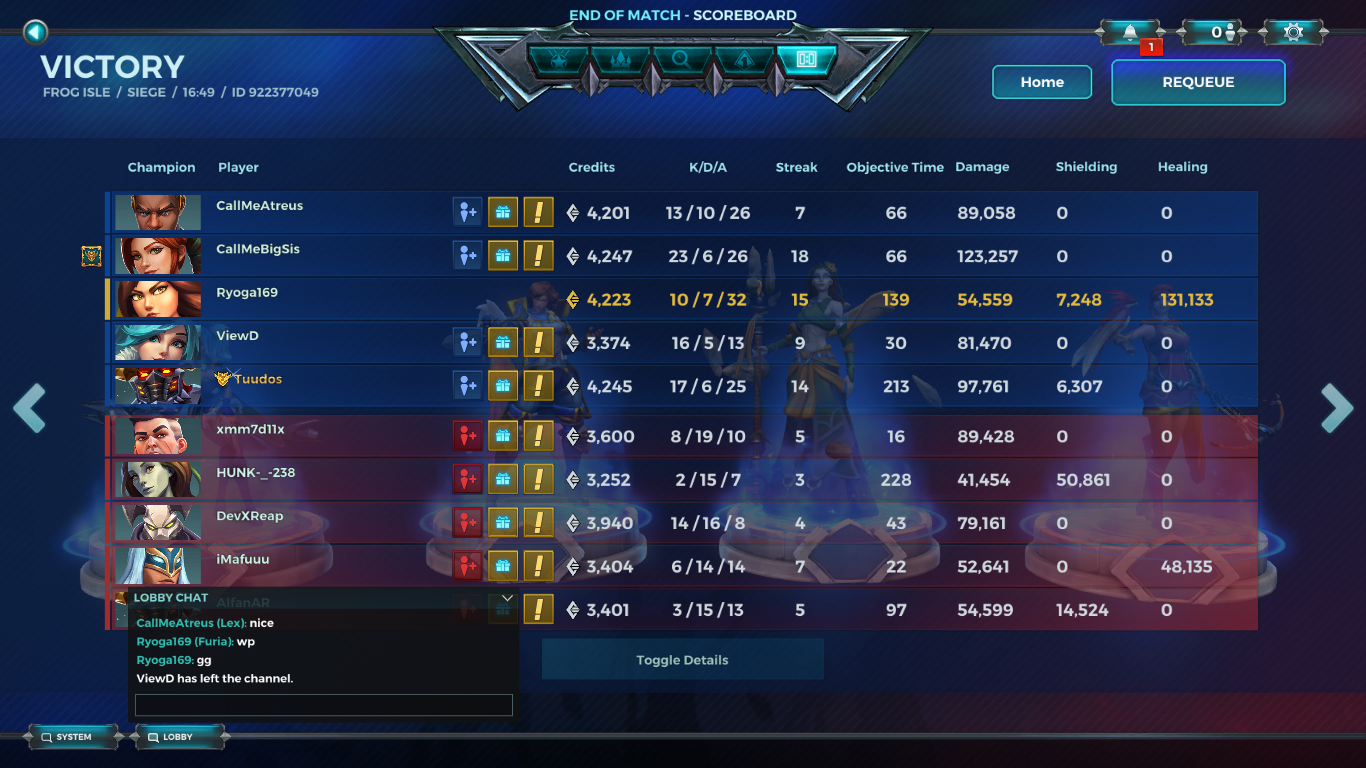 END OF MATCH - SCOREBOARD
VICTORY
FROG ISLE / SIEGE / 16:49 / ID 922377049
1
0
Home
REQUEUE
Champion Player Credits K/D/A Streak Objective Time Damage Shielding Healing
CallMeAtreus 4,201 13 / 10 / 26 7 66 89,058 0 0
CallMeBigSis 4,247 23 / 6 / 26 18 66 123,257 0 0
Ryoga169 4,223 10 / 7 / 32 15 139 54,559 7,248 131,133
ViewD 3,374 16 / 5 / 13 9 30 81,470 0 0
Tuudos 4,245 17 / 6 / 25 14 213 97,761 6,307 0
xmm7d11x 3,600 8 / 19 / 10 5 16 89,428 0 0
HUNK-_-238 3,252 2 / 15 / 7 3 228 41,454 50,861 0
DevXReap 3,940 14 / 16 / 8 4 43 79,161 0 0
iMafuuu 3,404 6 / 14 / 14 7 22 52,641 0 48,135
AlfanAR 3,401 3 / 15 / 13 5 97 54,599 14,524 0
LOBBY CHAT
CallMeAtreus (Lex): nice
Ryoga169 (Furia): wp
Ryoga169: gg
ViewD has left the channel.
Toggle Details
SYSTEM
LOBBY